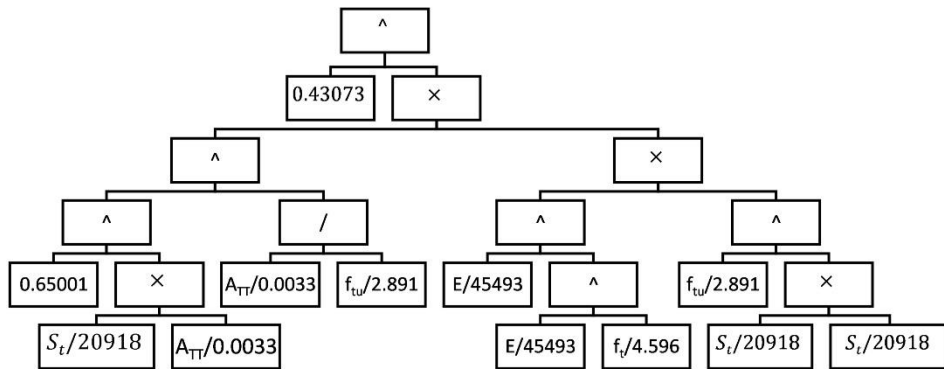 ^
0.43073 ×
^ ×
^ / ^ ^
0.65001 × A_TT/0.0033 f_tu/2.891 E/45493 ^ f_tu/2.891 ×
S_t/20918 A_TT/0.0033 E/45493 f_t/4.596 S_t/20918 S_t/20918